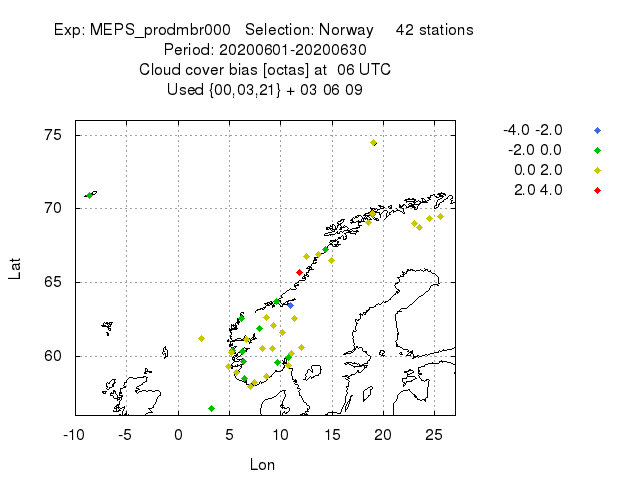 Exp: MEPS_prodmbr000 Selection: Norway 42 stations
Period: 20200601-20200630
Cloud cover bias [octas] at 06 UTC
Used {00,03,21} + 03 06 09
-4.0 -2.0
-2.0 0.0
0.0 2.0
2.0 4.0
75
70
65
60
Lat
-10 -5 0 5 10 15 20 25
Lon